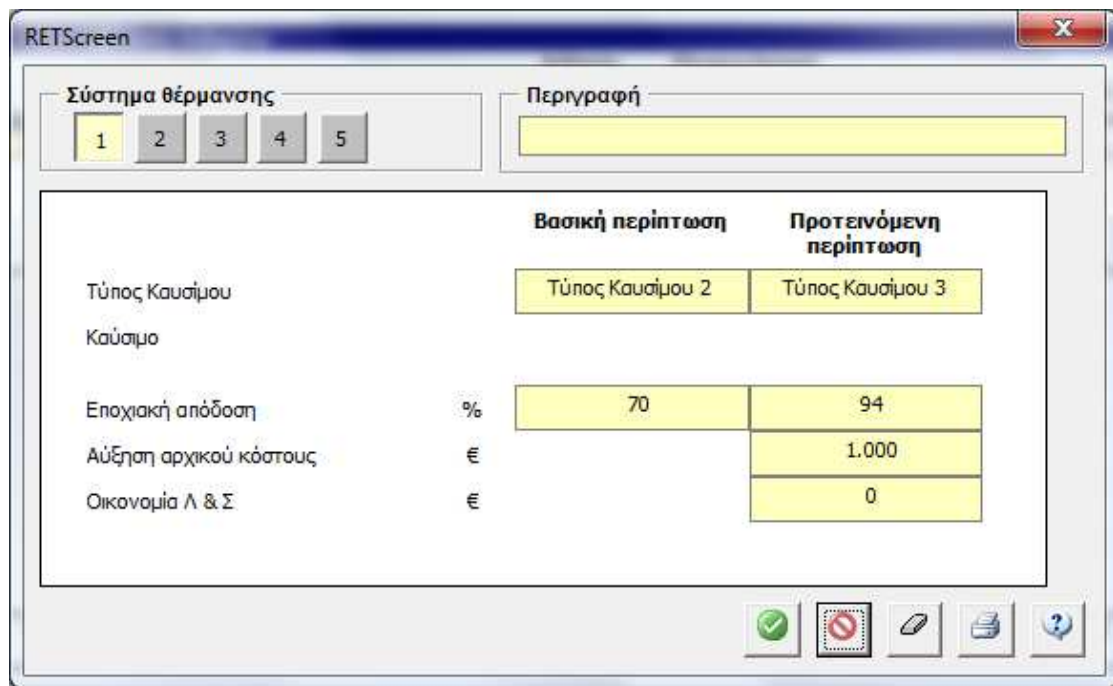 RETScreen
Σύστημα θέρμανσης
1 2 3 4 5
Περιγραφή
Βασική περίπτωση
Προτεινόμενη
περίπτωση
Τύπος Καυσίμου Τύπος Καυσίμου 2 Τύπος Καυσίμου 3
Καύσιμο
Εποχιακή απόδοση % 70 94
Αύξηση αρχικού κόστους € 1.000
Οικονομία Λ & Σ € 0